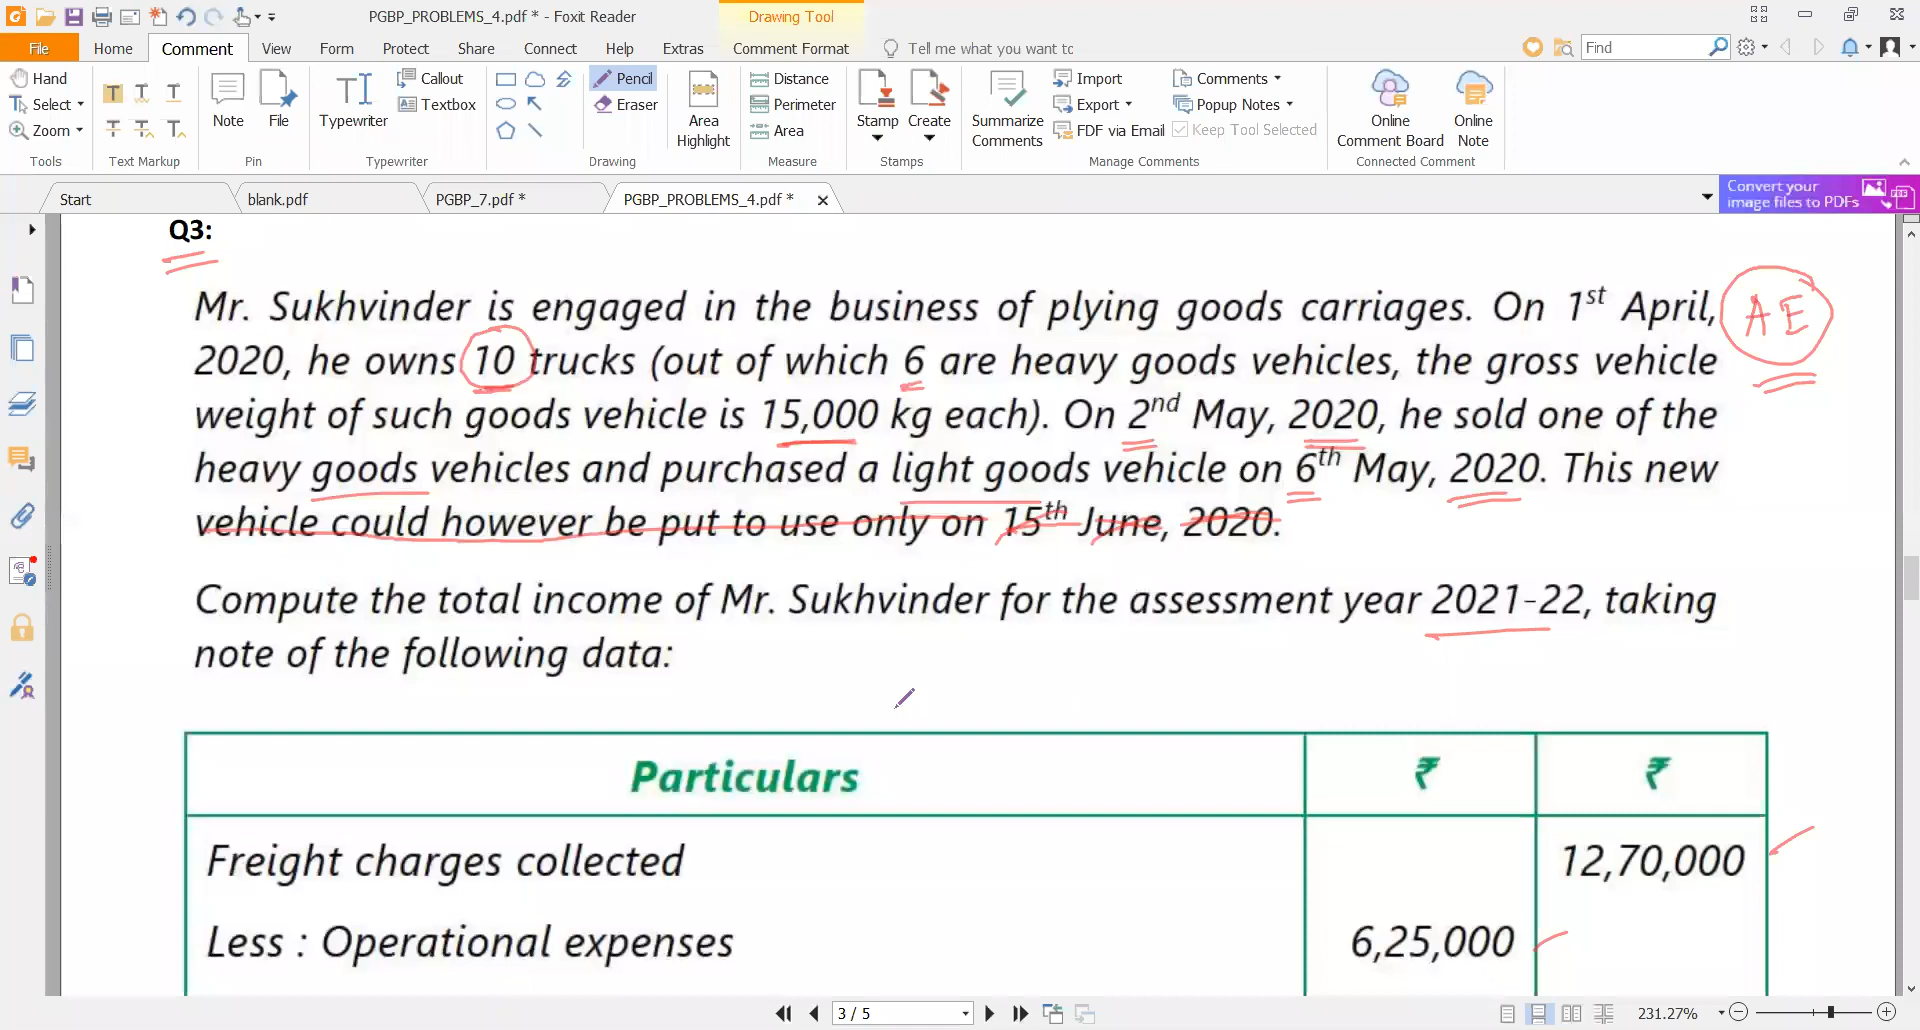 PGBP_PROBLEMS_4.pdf * - Foxit Reader
Drawing Tool
File Home Comment View Form Protect Share Connect Help Extras Comment Format Tell me what you want to Find
Hand
Select
Zoom
Tools
Text Markup
Note
File
Pin
Typewriter
Callout
Textbox
Typewriter
Pencil
Eraser
Drawing
Area
Highlight
Distance
Perimeter
Area
Measure
Stamp
Create
Stamps
Summarize
Comments
Import
Export
FDF via Email
Comments
Popup Notes
Keep Tool Selected
Manage Comments
Online
Comment Board
Online
Note
Connected Comment
Start blank.pdf PGBP_7.pdf * PGBP_PROBLEMS_4.pdf *
Convert your
image files to PDFs
Q3:
Mr. Sukhvinder is engaged in the business of plying goods carriages. On 1st April,
AE
2020, he owns 10 trucks (out of which 6 are heavy goods vehicles, the gross vehicle
weight of such goods vehicle is 15,000 kg each). On 2nd May, 2020, he sold one of the
heavy goods vehicles and purchased a light goods vehicle on 6th May, 2020. This new
vehicle could however be put to use only on 15th June, 2020.
Compute the total income of Mr. Sukhvinder for the assessment year 2021-22, taking
note of the following data:
Particulars ₹ ₹
Freight charges collected 12,70,000
Less : Operational expenses 6,25,000
3 / 5
231.27%